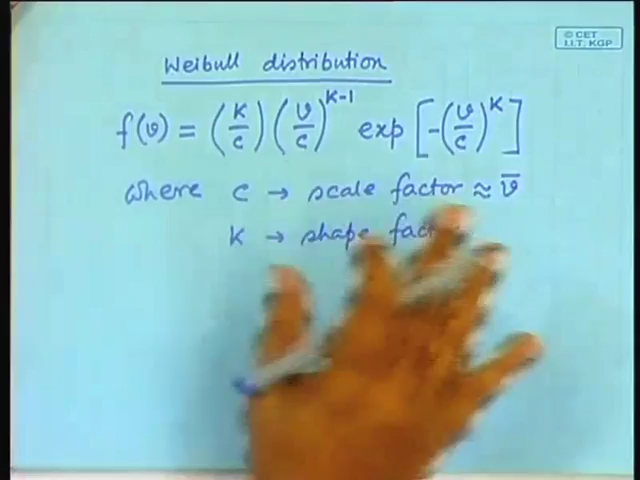 © CET
I.I.T. KGP
Weibull distribution
f(v) = (k/c) (v/c)^{k-1} exp [-(v/c)^k]
where c → scale factor ≈ v̄
k → shape